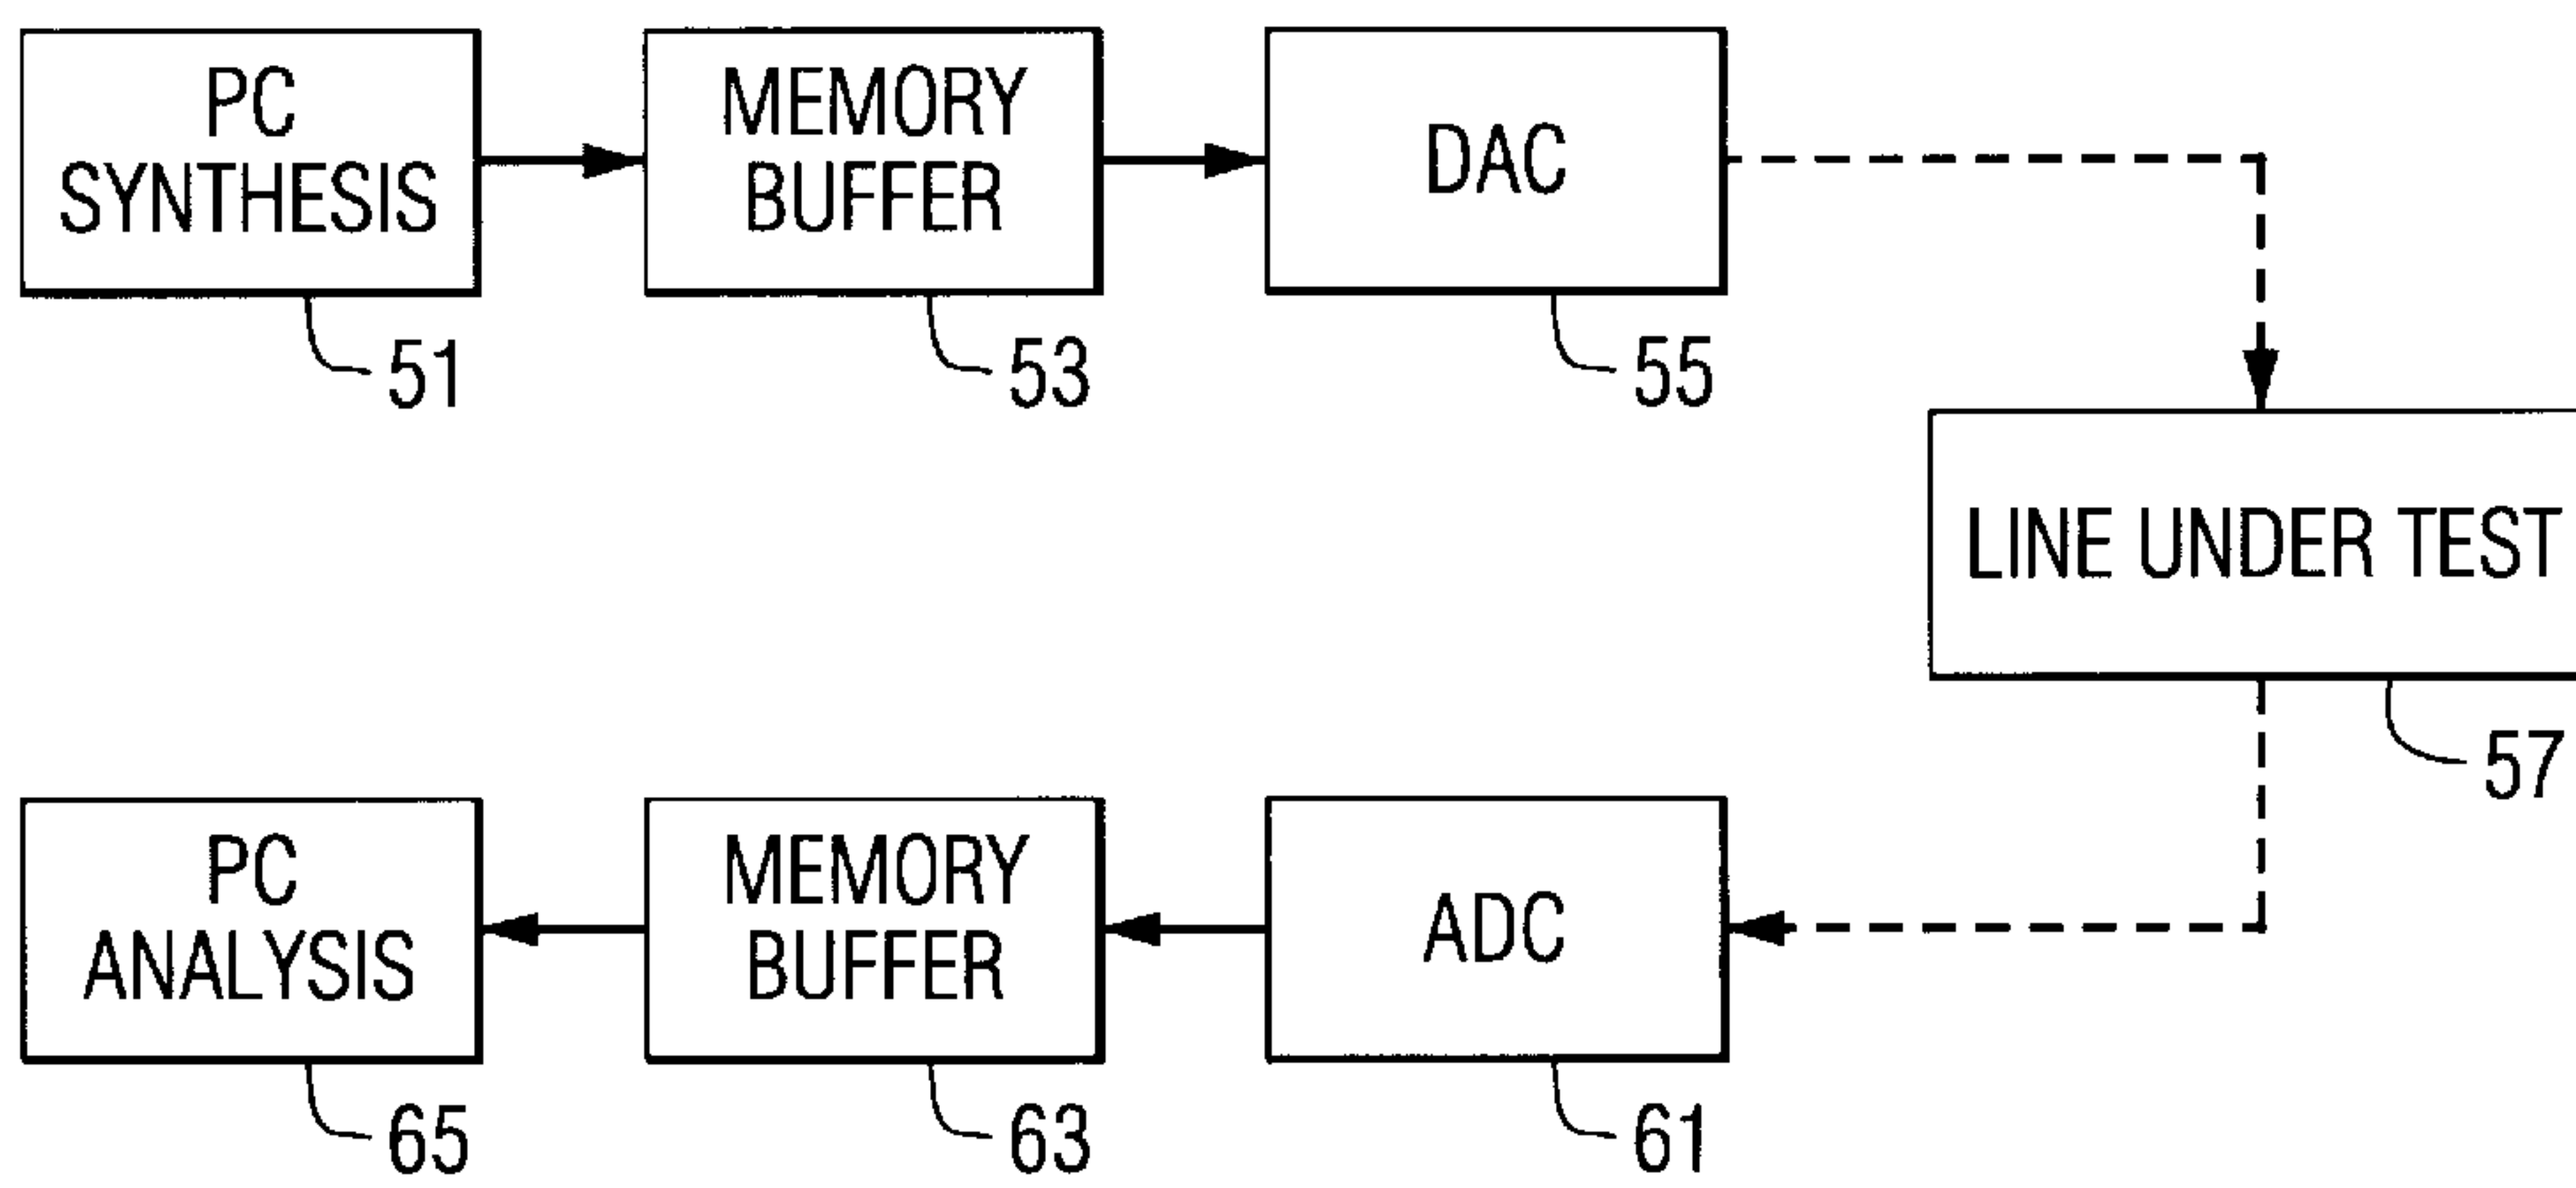 PC
SYNTHESIS
MEMORY
BUFFER
DAC
51
53
55
LINE UNDER TEST
57
PC
ANALYSIS
MEMORY
BUFFER
ADC
65
63
61